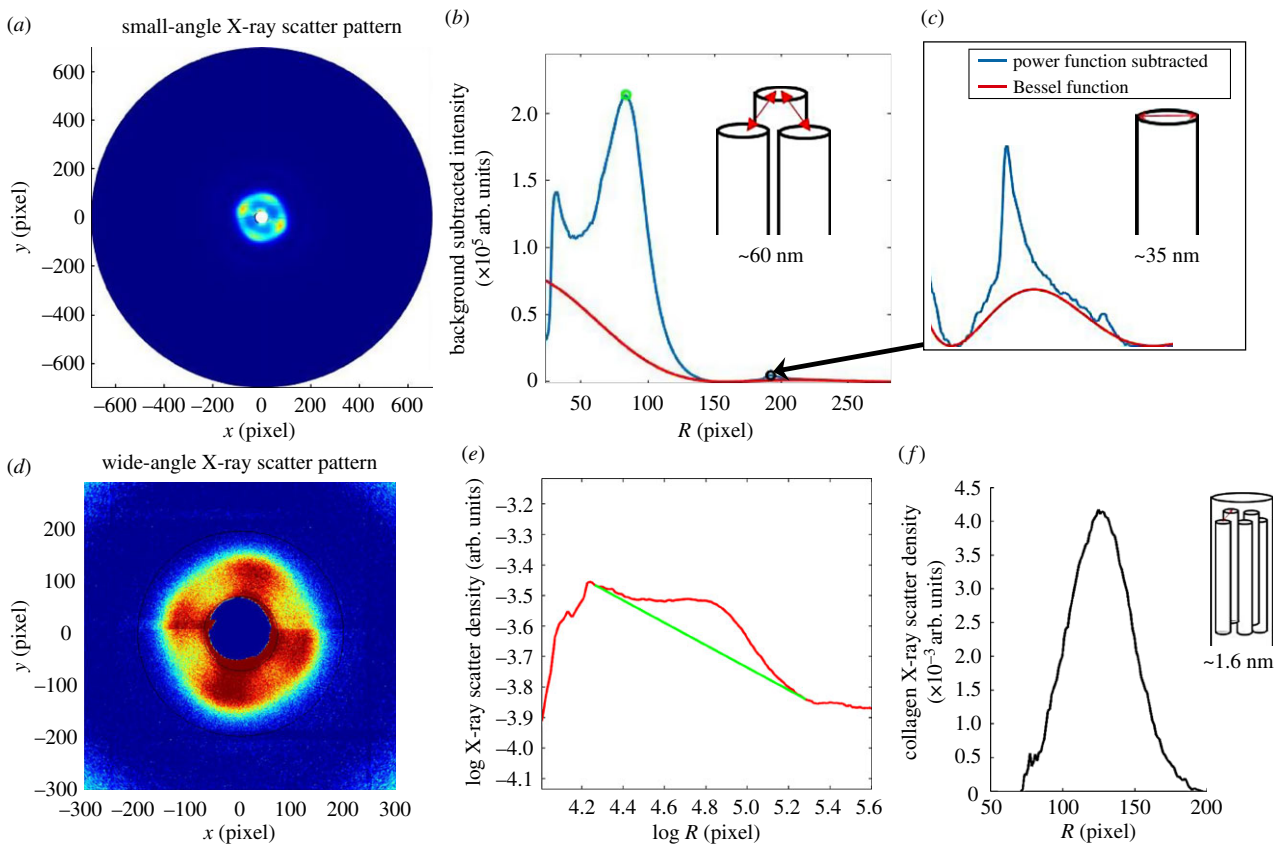 (a)
small-angle X-ray scatter pattern
600
400
200
0
−200
−400
−600
y (pixel)
−600 −400 −200 0 200 400 600
x (pixel)
(b)
background subtracted intensity
(×10⁵ arb. units)
2.0
1.5
1.0
0.5
0
50 100 150 200 250
R (pixel)
~60 nm
(c)
power function subtracted
Bessel function
~35 nm
(d)
wide-angle X-ray scatter pattern
200
100
0
−100
−200
−300
y (pixel)
−300 −200 −100 0 100 200 300
x (pixel)
(e)
log X-ray scatter density (arb. units)
−3.2
−3.3
−3.4
−3.5
−3.6
−3.7
−3.8
−3.9
−4.0
−4.1
4.2 4.4 4.6 4.8 5.0 5.2 5.4 5.6
log R (pixel)
(f)
collagen X-ray scatter density
(×10⁻³ arb. units)
4.5
4.0
3.5
3.0
2.5
2.0
1.5
1.0
0.5
0
50 100 150 200
R (pixel)
~1.6 nm